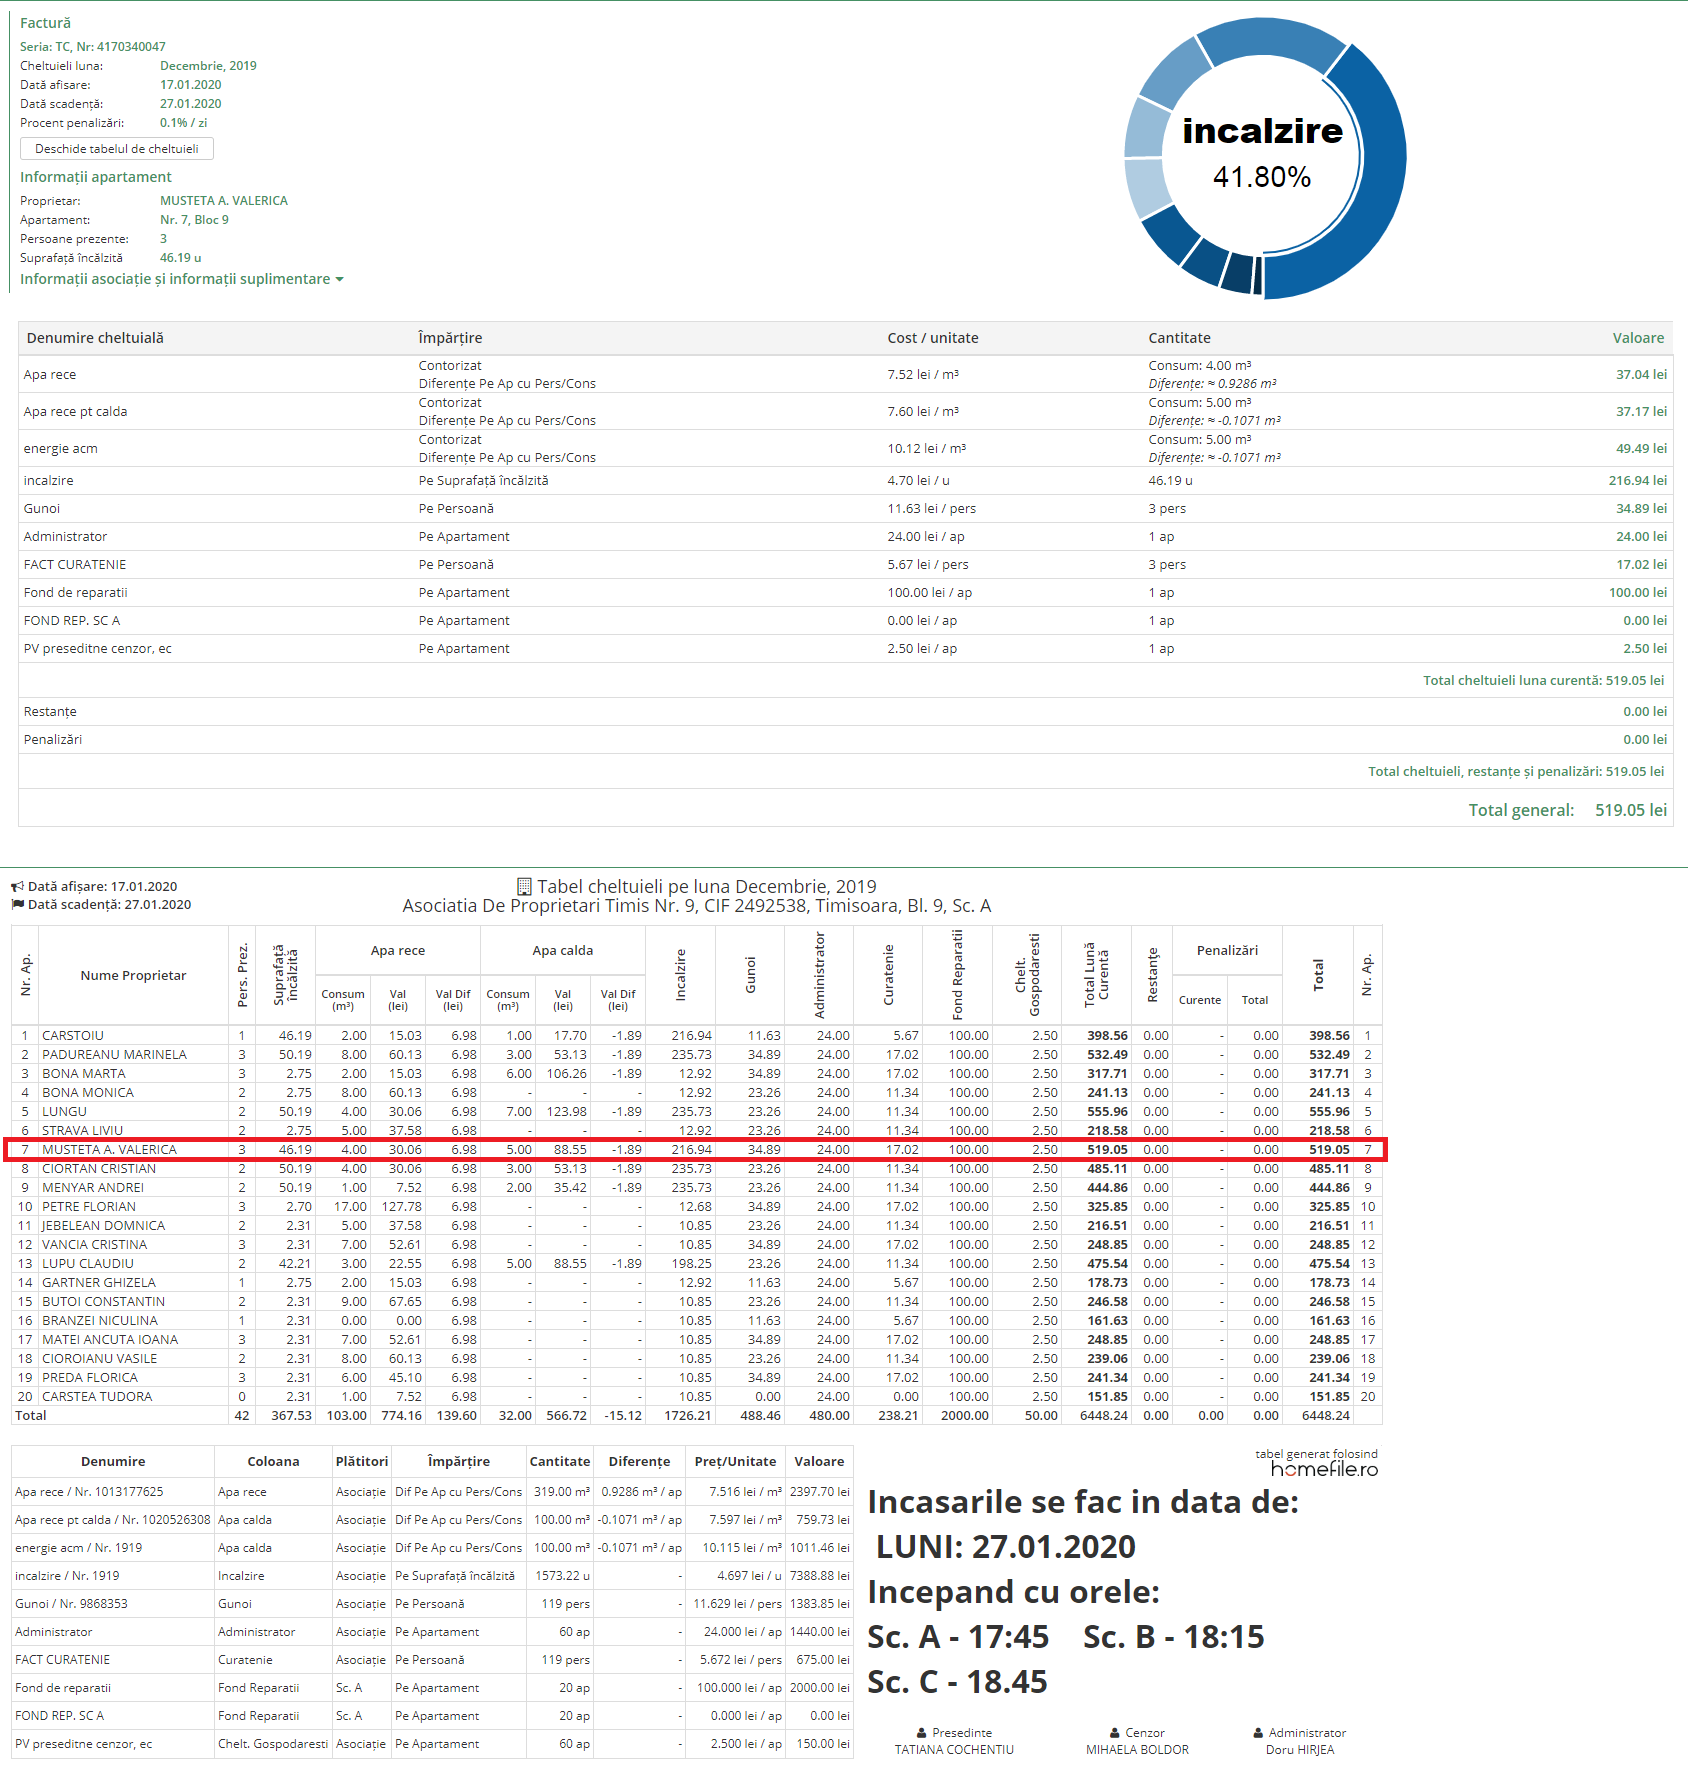 Factură
Seria: TC, Nr: 4170340047
Cheltuieli luna: Decembrie, 2019
Dată afisare: 17.01.2020
Dată scadență: 27.01.2020
Procent penalizări: 0.1% / zi
Deschide tabelul de cheltuieli
Informații apartament
Proprietar: MUSTETA A. VALERICA
Apartament: Nr. 7, Bloc 9
Persoane prezente: 3
Suprafață încălzită 46.19 u
Informații asociație și informații suplimentare
incalzire
41.80%
Denumire cheltuială Împărțire Cost / unitate Cantitate Valoare
Apa rece Contorizat Diferențe Pe Ap cu Pers/Cons 7.52 lei / m³ Consum: 4.00 m³ Diferențe: ≈ 0.9286 m³ 37.04 lei
Apa rece pt calda Contorizat Diferențe Pe Ap cu Pers/Cons 7.60 lei / m³ Consum: 5.00 m³ Diferențe: ≈ -0.1071 m³ 37.17 lei
energie acm Contorizat Diferențe Pe Ap cu Pers/Cons 10.12 lei / m³ Consum: 5.00 m³ Diferențe: ≈ -0.1071 m³ 49.49 lei
incalzire Pe Suprafață încălzită 4.70 lei / u 46.19 u 216.94 lei
Gunoi Pe Persoană 11.63 lei / pers 3 pers 34.89 lei
Administrator Pe Apartament 24.00 lei / ap 1 ap 24.00 lei
FACT CURATENIE Pe Persoană 5.67 lei / pers 3 pers 17.02 lei
Fond de reparatii Pe Apartament 100.00 lei / ap 1 ap 100.00 lei
FOND REP. SC A Pe Apartament 0.00 lei / ap 1 ap 0.00 lei
PV preseditne cenzor, ec Pe Apartament 2.50 lei / ap 1 ap 2.50 lei
Total cheltuieli luna curentă: 519.05 lei
Restanțe 0.00 lei
Penalizări 0.00 lei
Total cheltuieli, restanțe și penalizări: 519.05 lei
Total general: 519.05 lei
Dată afișare: 17.01.2020
Dată scadență: 27.01.2020
Tabel cheltuieli pe luna Decembrie, 2019
Asociatia De Proprietari Timis Nr. 9, CIF 2492538, Timisoara, Bl. 9, Sc. A
Nr. Ap. Nume Proprietar Pers. Prez. Suprafață încălzită Apa rece Apa calda Incalzire Gunoi Administrator Curatenie Fond Reparatii Chelt. Gospodaresti Total Lună Curentă Restanțe Penalizări Total Nr. Ap.
Consum (m³) Val (lei) Val Dif (lei) Consum (m³) Val (lei) Val Dif (lei) Curente Total
1 CARSTOIU 1 46.19 2.00 15.03 6.98 1.00 17.70 -1.89 216.94 11.63 24.00 5.67 100.00 2.50 398.56 0.00 - 0.00 398.56 1
2 PADUREANU MARINELA 3 50.19 8.00 60.13 6.98 3.00 53.13 -1.89 235.73 34.89 24.00 17.02 100.00 2.50 532.49 0.00 - 0.00 532.49 2
3 BONA MARTA 3 2.75 2.00 15.03 6.98 6.00 106.26 -1.89 12.92 34.89 24.00 17.02 100.00 2.50 317.71 0.00 - 0.00 317.71 3
4 BONA MONICA 2 2.75 8.00 60.13 6.98 - - - 12.92 23.26 24.00 11.34 100.00 2.50 241.13 0.00 - 0.00 241.13 4
5 LUNGU 2 50.19 4.00 30.06 6.98 7.00 123.98 -1.89 235.73 23.26 24.00 11.34 100.00 2.50 555.96 0.00 - 0.00 555.96 5
6 STRAVA LIVIU 2 2.75 5.00 37.58 6.98 - - - 12.92 23.26 24.00 11.34 100.00 2.50 218.58 0.00 - 0.00 218.58 6
7 MUSTETA A. VALERICA 3 46.19 4.00 30.06 6.98 5.00 88.55 -1.89 216.94 34.89 24.00 17.02 100.00 2.50 519.05 0.00 - 0.00 519.05 7
8 CIORTAN CRISTIAN 2 50.19 4.00 30.06 6.98 3.00 53.13 -1.89 235.73 23.26 24.00 11.34 100.00 2.50 485.11 0.00 - 0.00 485.11 8
9 MENYAR ANDREI 2 50.19 1.00 7.52 6.98 2.00 35.42 -1.89 235.73 23.26 24.00 11.34 100.00 2.50 444.86 0.00 - 0.00 444.86 9
10 PETRE FLORIAN 3 2.70 17.00 127.78 6.98 - - - 12.68 34.89 24.00 17.02 100.00 2.50 325.85 0.00 - 0.00 325.85 10
11 JEBELEAN DOMNICA 2 2.31 5.00 37.58 6.98 - - - 10.85 23.26 24.00 11.34 100.00 2.50 216.51 0.00 - 0.00 216.51 11
12 VANCIA CRISTINA 3 2.31 7.00 52.61 6.98 - - - 10.85 34.89 24.00 17.02 100.00 2.50 248.85 0.00 - 0.00 248.85 12
13 LUPU CLAUDIU 2 42.21 3.00 22.55 6.98 5.00 88.55 -1.89 198.25 23.26 24.00 11.34 100.00 2.50 475.54 0.00 - 0.00 475.54 13
14 GARTNER GHIZELA 1 2.75 2.00 15.03 6.98 - - - 12.92 11.63 24.00 5.67 100.00 2.50 178.73 0.00 - 0.00 178.73 14
15 BUTOI CONSTANTIN 2 2.31 9.00 67.65 6.98 - - - 10.85 23.26 24.00 11.34 100.00 2.50 246.58 0.00 - 0.00 246.58 15
16 BRANZEI NICULINA 1 2.31 0.00 0.00 6.98 - - - 10.85 11.63 24.00 5.67 100.00 2.50 161.63 0.00 - 0.00 161.63 16
17 MATEI ANCUTA IOANA 3 2.31 7.00 52.61 6.98 - - - 10.85 34.89 24.00 17.02 100.00 2.50 248.85 0.00 - 0.00 248.85 17
18 CIOROIANU VASILE 2 2.31 8.00 60.13 6.98 - - - 10.85 23.26 24.00 11.34 100.00 2.50 239.06 0.00 - 0.00 239.06 18
19 PREDA FLORICA 3 2.31 6.00 45.10 6.98 - - - 10.85 34.89 24.00 17.02 100.00 2.50 241.34 0.00 - 0.00 241.34 19
20 CARSTEA TUDORA 0 2.31 1.00 7.52 6.98 - - - 10.85 0.00 24.00 0.00 100.00 2.50 151.85 0.00 - 0.00 151.85 20
Total 42 367.53 103.00 774.16 139.60 32.00 566.72 -15.12 1726.21 488.46 480.00 238.21 2000.00 50.00 6448.24 0.00 0.00 0.00 6448.24
Denumire Coloana Plătitori Împărțire Cantitate Diferențe Preț/Unitate Valoare
Apa rece / Nr. 1013177625 Apa rece Asociație Dif Pe Ap cu Pers/Cons 319.00 m³ 0.9286 m³ / ap 7.516 lei / m³ 2397.70 lei
Apa rece pt calda / Nr. 1020526308 Apa calda Asociație Dif Pe Ap cu Pers/Cons 100.00 m³ -0.1071 m³ / ap 7.597 lei / m³ 759.73 lei
energie acm / Nr. 1919 Apa calda Asociație Dif Pe Ap cu Pers/Cons 100.00 m³ -0.1071 m³ / ap 10.115 lei / m³ 1011.46 lei
incalzire / Nr. 1919 Incalzire Asociație Pe Suprafață încălzită 1573.22 u - 4.697 lei / u 7388.88 lei
Gunoi / Nr. 9868353 Gunoi Asociație Pe Persoană 119 pers - 11.629 lei / pers 1383.85 lei
Administrator Administrator Asociație Pe Apartament 60 ap - 24.000 lei / ap 1440.00 lei
FACT CURATENIE Curatenie Asociație Pe Persoană 119 pers - 5.672 lei / pers 675.00 lei
Fond de reparatii Fond Reparatii Sc. A Pe Apartament 20 ap - 100.000 lei / ap 2000.00 lei
FOND REP. SC A Fond Reparatii Sc. A Pe Apartament 20 ap - 0.000 lei / ap 0.00 lei
PV preseditne cenzor, ec Chelt. Gospodaresti Asociație Pe Apartament 60 ap - 2.500 lei / ap 150.00 lei
tabel generat folosind
homefile.ro
Incasarile se fac in data de:
LUNI: 27.01.2020
Incepand cu orele:
Sc. A - 17:45 Sc. B - 18:15
Sc. C - 18.45
Presedinte Cenzor Administrator
TATIANA COCHENTIU MIHAELA BOLDOR Doru HIRJEA